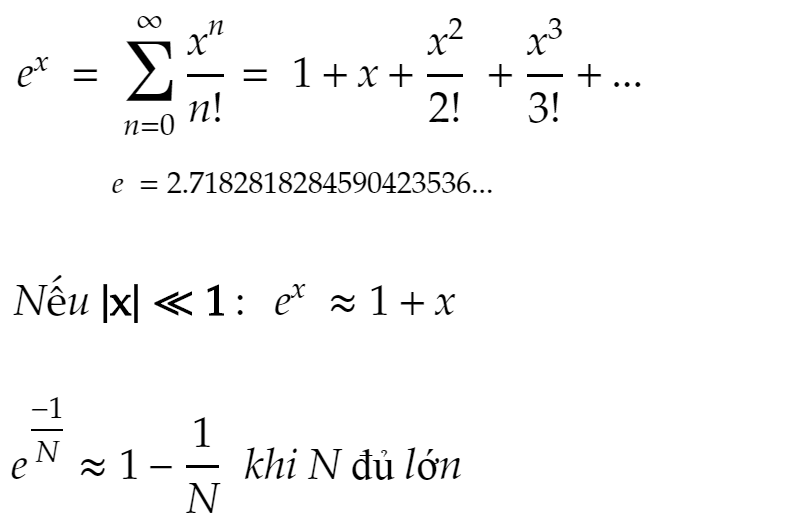 e^x = ∑_{n=0}^{∞} x^n/n! = 1 + x + x^2/2! + x^3/3! + ...
e = 2.7182818284590423536...
Nếu |x| ≪ 1 : e^x ≈ 1 + x
e^{-1/N} ≈ 1 − 1/N khi N đủ lớn